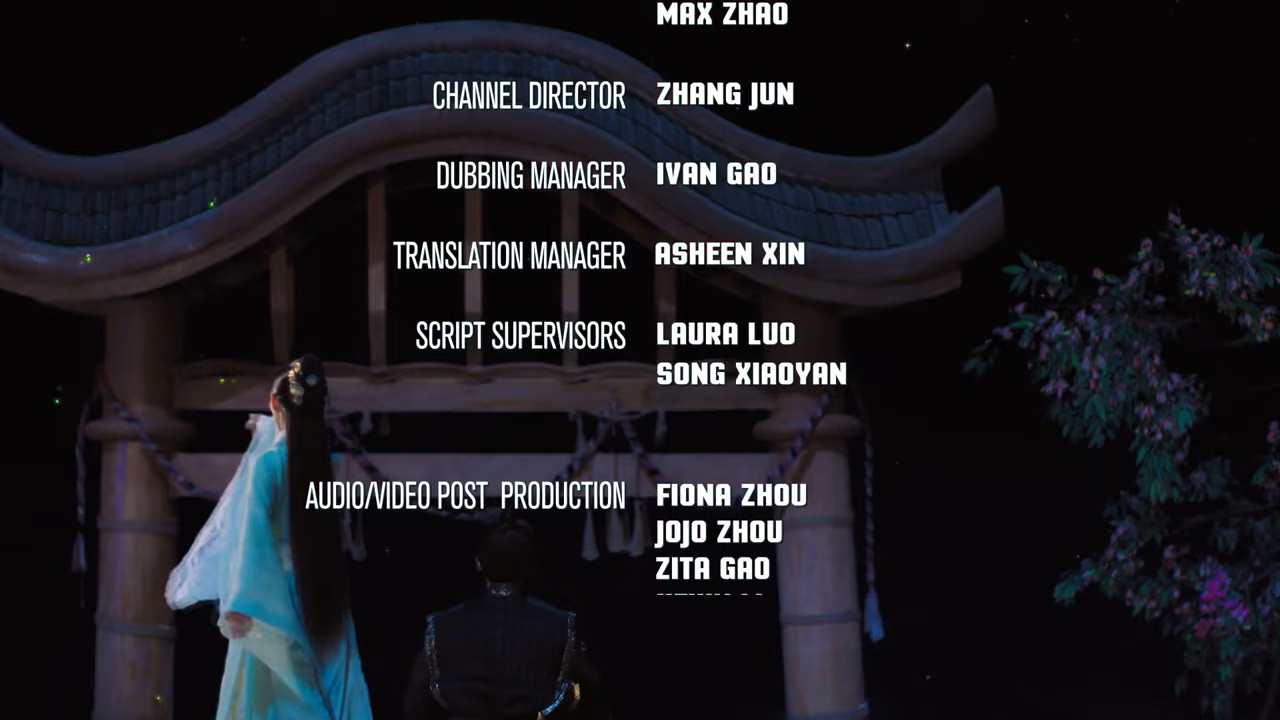 MAX ZHAO
CHANNEL DIRECTOR ZHANG JUN
DUBBING MANAGER IVAN GAO
TRANSLATION MANAGER ASHEEN XIN
SCRIPT SUPERVISORS LAURA LUO
SONG XIAOYAN
AUDIO/VIDEO POST PRODUCTION FIONA ZHOU
JOJO ZHOU
ZITA GAO